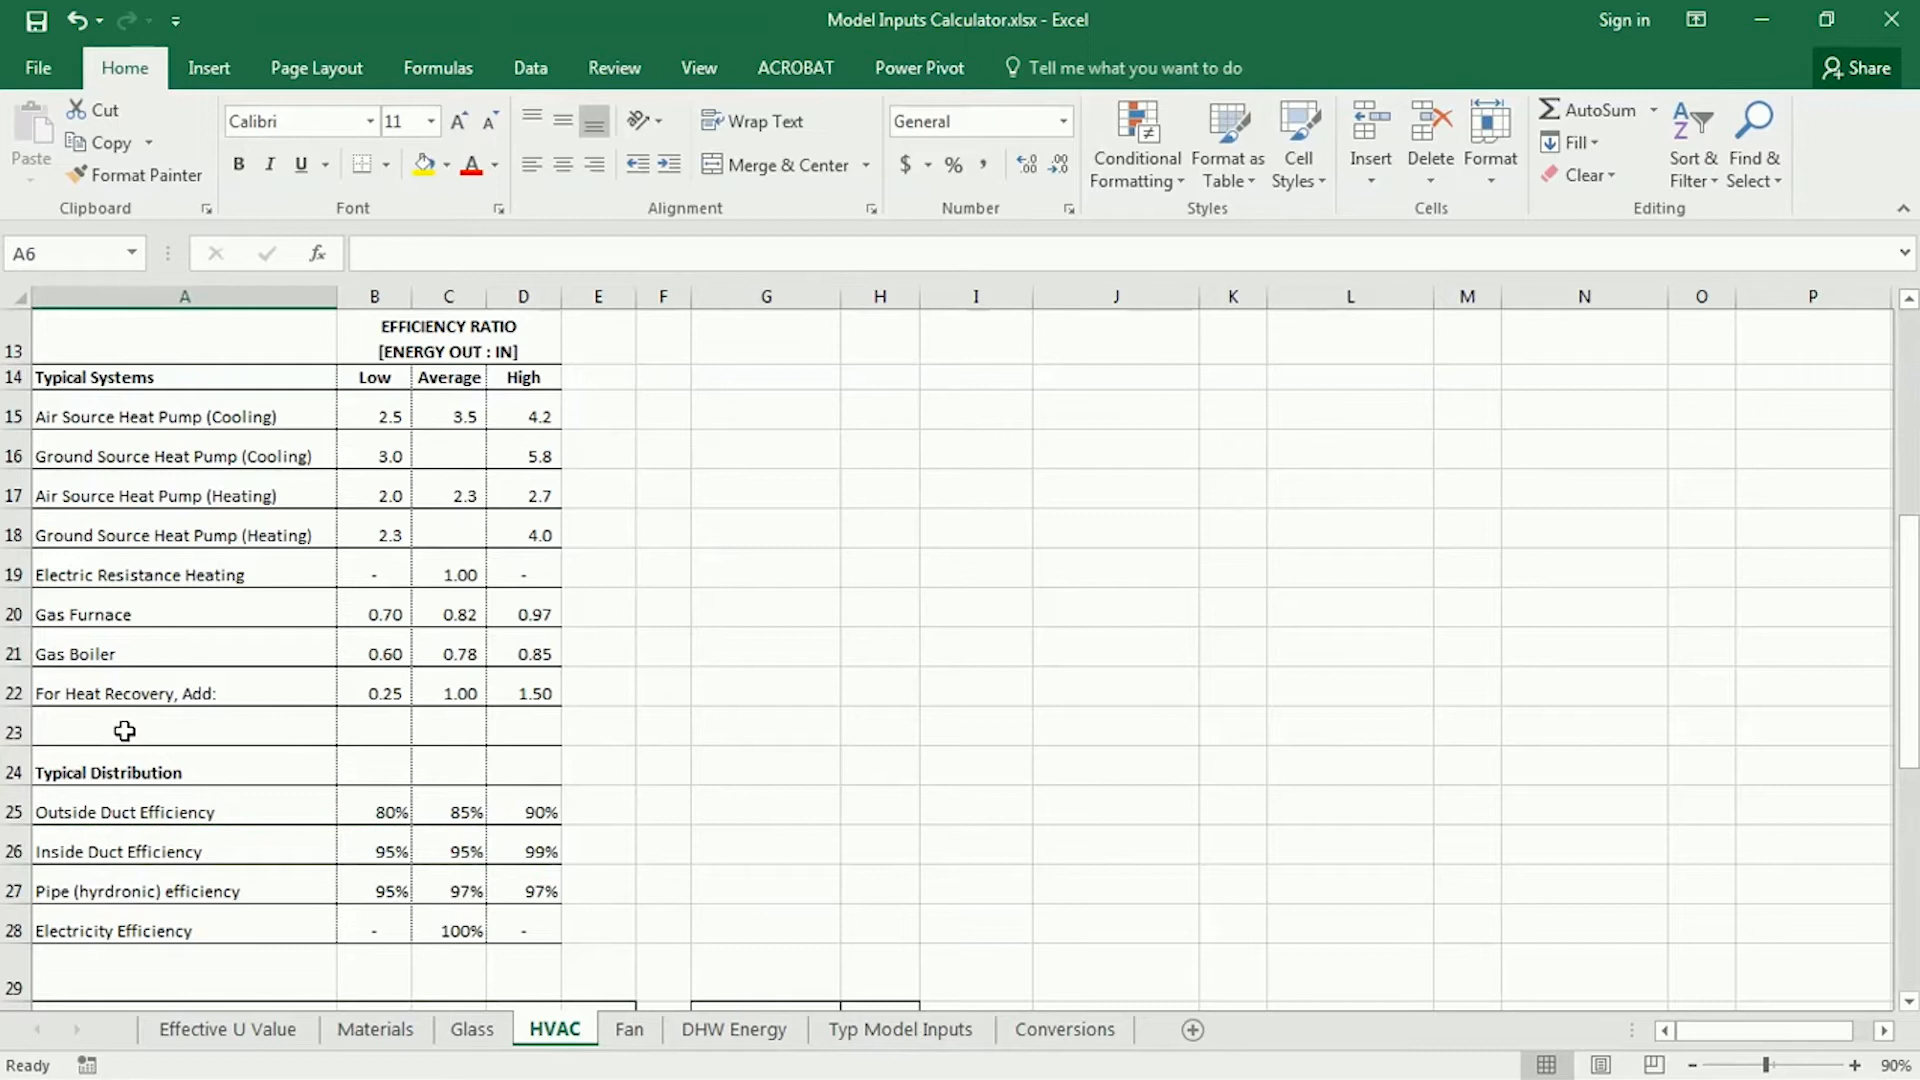 Model Inputs Calculator.xlsx - Excel
Sign in
File Home Insert Page Layout Formulas Data Review View ACROBAT Power Pivot Tell me what you want to do Share
Paste
Cut
Copy
Format Painter
Clipboard
Calibri 11
B I U
Font
Wrap Text
Merge & Center
Alignment
General
$ % ,
Number
Conditional Formatting
Format as Table
Cell Styles
Styles
Insert Delete Format
Cells
AutoSum
Fill
Clear
Sort & Filter
Find & Select
Editing
A6 fx
A B C D E F G H I J K L M N O P
13 EFFICIENCY RATIO
[ENERGY OUT : IN]
14 Typical Systems Low Average High
15 Air Source Heat Pump (Cooling) 2.5 3.5 4.2
16 Ground Source Heat Pump (Cooling) 3.0 5.8
17 Air Source Heat Pump (Heating) 2.0 2.3 2.7
18 Ground Source Heat Pump (Heating) 2.3 4.0
19 Electric Resistance Heating - 1.00 -
20 Gas Furnace 0.70 0.82 0.97
21 Gas Boiler 0.60 0.78 0.85
22 For Heat Recovery, Add: 0.25 1.00 1.50
23
24 Typical Distribution
25 Outside Duct Efficiency 80% 85% 90%
26 Inside Duct Efficiency 95% 95% 99%
27 Pipe (hyrdronic) efficiency 95% 97% 97%
28 Electricity Efficiency - 100% -
29
Effective U Value Materials Glass HVAC Fan DHW Energy Typ Model Inputs Conversions
Ready 90%